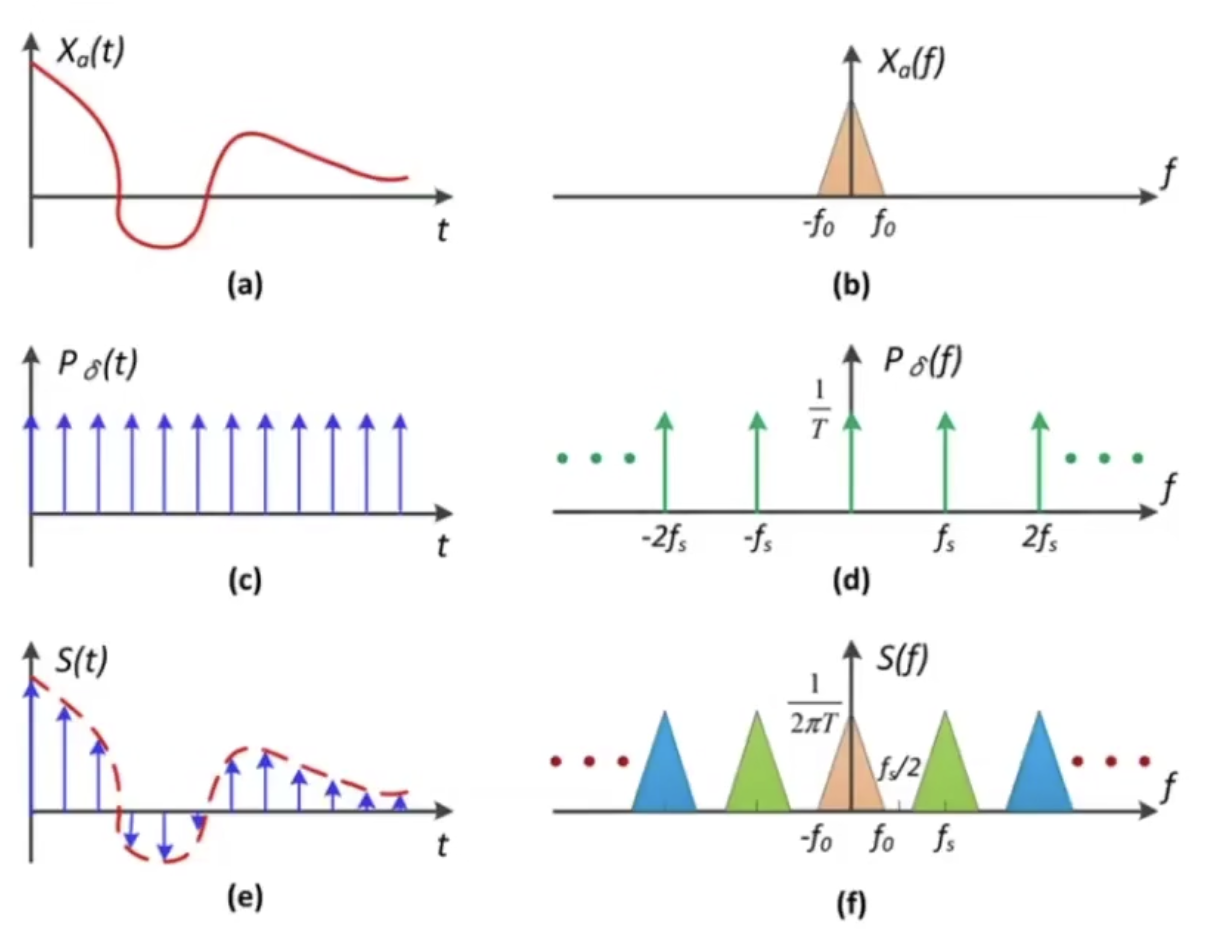 Xₐ(t)
t
(a)
Xₐ(f)
f
-f₀
f₀
(b)
P δ(t)
t
(c)
P δ(f)
1
T
f
-2fₛ
-fₛ
fₛ
2fₛ
(d)
S(t)
t
(e)
S(f)
1
2πT
fₛ/2
f
-f₀
f₀
fₛ
(f)